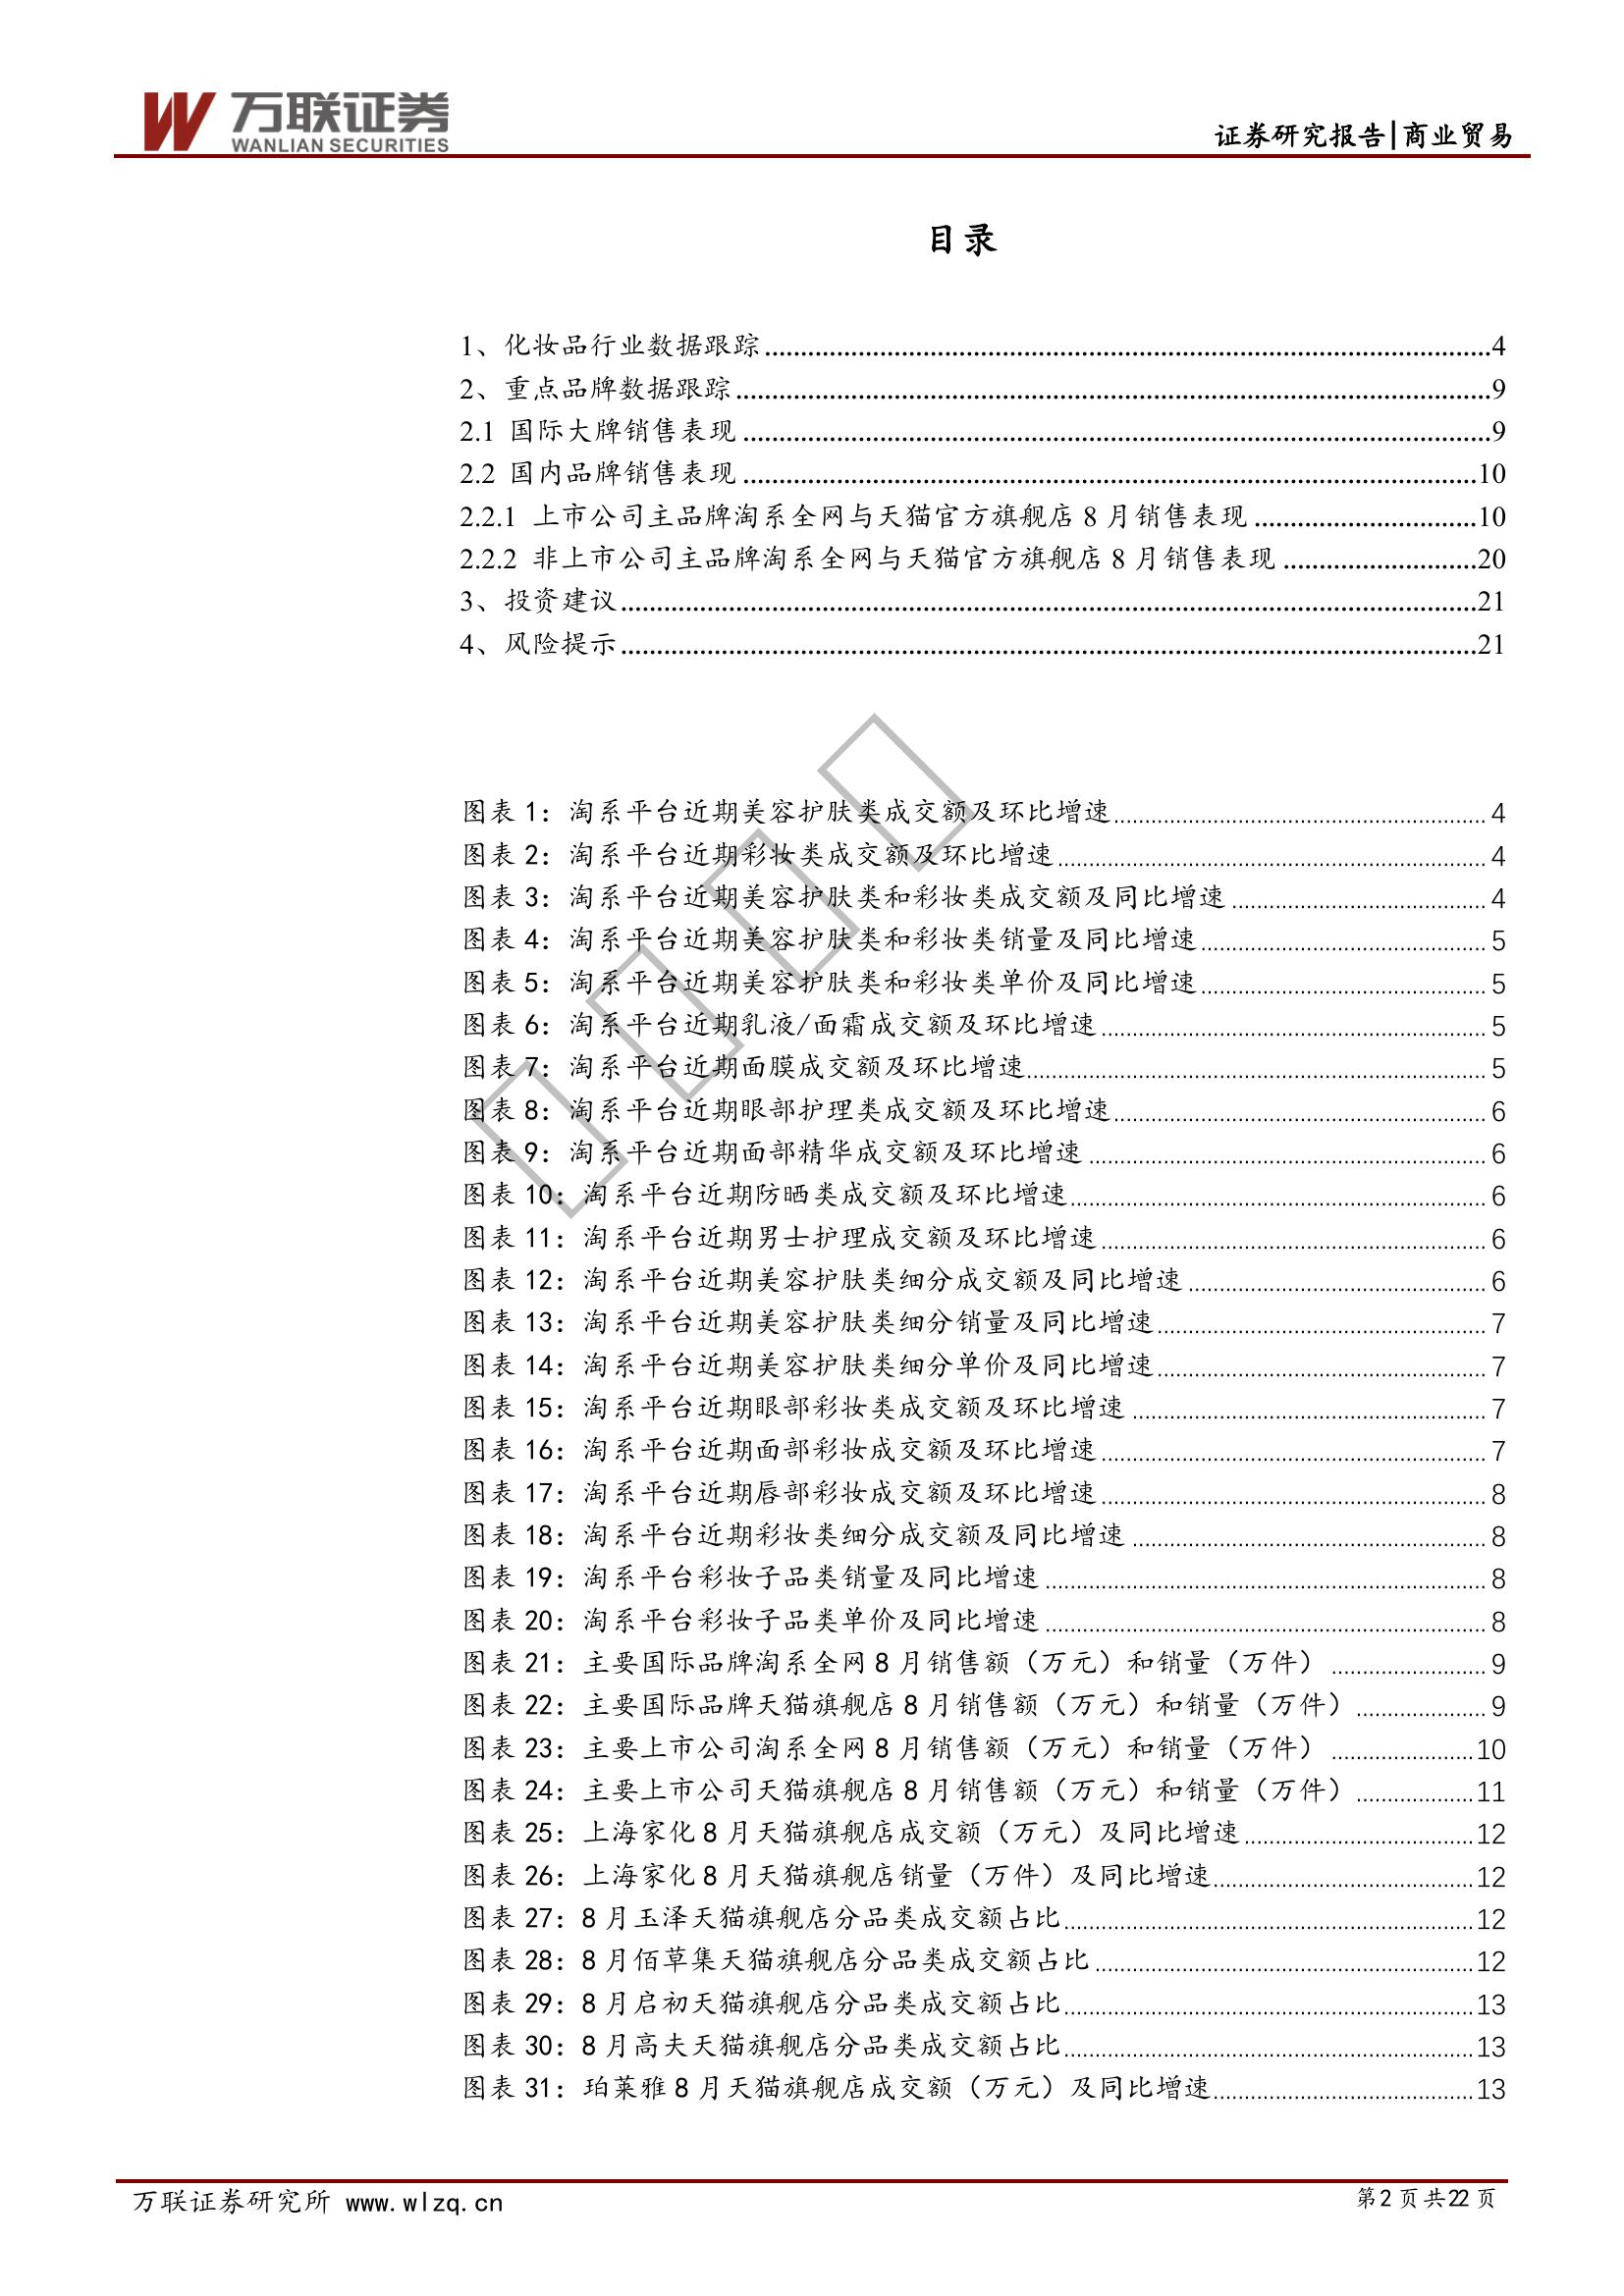 万联证券
WANLIAN SECURITIES
证券研究报告|商业贸易
目录
1、化妆品行业数据跟踪......4
2、重点品牌数据跟踪......9
2.1 国际大牌销售表现......9
2.2 国内品牌销售表现......10
2.2.1 上市公司主品牌淘系全网与天猫官方旗舰店 8 月销售表现......10
2.2.2 非上市公司主品牌淘系全网与天猫官方旗舰店 8 月销售表现......20
3、投资建议......21
4、风险提示......21
图表 1：淘系平台近期美容护肤类成交额及环比增速......4
图表 2：淘系平台近期彩妆类成交额及环比增速......4
图表 3：淘系平台近期美容护肤类和彩妆类成交额及同比增速......4
图表 4：淘系平台近期美容护肤类和彩妆类销量及同比增速......5
图表 5：淘系平台近期美容护肤类和彩妆类单价及同比增速......5
图表 6：淘系平台近期乳液/面霜成交额及环比增速......5
图表 7：淘系平台近期面膜成交额及环比增速......5
图表 8：淘系平台近期眼部护理类成交额及环比增速......6
图表 9：淘系平台近期面部精华成交额及环比增速......6
图表 10：淘系平台近期防晒类成交额及环比增速......6
图表 11：淘系平台近期男士护理成交额及环比增速......6
图表 12：淘系平台近期美容护肤类细分成交额及同比增速......6
图表 13：淘系平台近期美容护肤类细分销量及同比增速......7
图表 14：淘系平台近期美容护肤类细分单价及同比增速......7
图表 15：淘系平台近期眼部彩妆类成交额及环比增速......7
图表 16：淘系平台近期面部彩妆成交额及环比增速......7
图表 17：淘系平台近期唇部彩妆成交额及环比增速......8
图表 18：淘系平台近期彩妆类细分成交额及同比增速......8
图表 19：淘系平台彩妆子品类销量及同比增速......8
图表 20：淘系平台彩妆子品类单价及同比增速......8
图表 21：主要国际品牌淘系全网 8 月销售额（万元）和销量（万件）......9
图表 22：主要国际品牌天猫旗舰店 8 月销售额（万元）和销量（万件）......9
图表 23：主要上市公司淘系全网 8 月销售额（万元）和销量（万件）......10
图表 24：主要上市公司天猫旗舰店 8 月销售额（万元）和销量（万件）......11
图表 25：上海家化 8 月天猫旗舰店成交额（万元）及同比增速......12
图表 26：上海家化 8 月天猫旗舰店销量（万件）及同比增速......12
图表 27：8 月玉泽天猫旗舰店分品类成交额占比......12
图表 28：8 月佰草集天猫旗舰店分品类成交额占比......12
图表 29：8 月启初天猫旗舰店分品类成交额占比......13
图表 30：8 月高夫天猫旗舰店分品类成交额占比......13
图表 31：珀莱雅 8 月天猫旗舰店成交额（万元）及同比增速......13
万联证券研究所 www.wlzq.cn
第 2 页 共 22 页